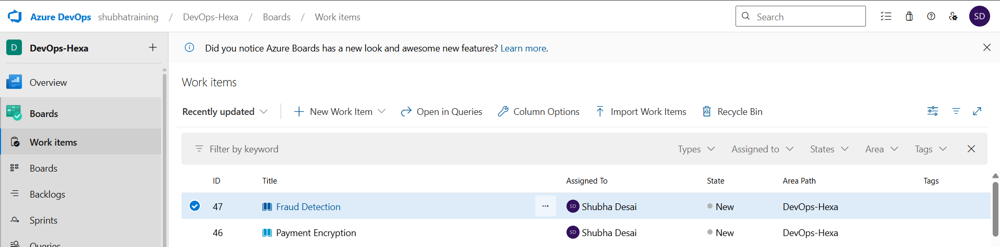 Azure DevOps shubhatraining / DevOps-Hexa / Boards / Work items Search SD
D DevOps-Hexa +
Did you notice Azure Boards has a new look and awesome new features? Learn more.
Overview
Work items
Boards
Recently updated New Work Item Open in Queries Column Options Import Work Items Recycle Bin
Work items
Filter by keyword Types Assigned to States Area Tags
Boards
ID Title Assigned To State Area Path Tags
Backlogs
47 Fraud Detection ... SD Shubha Desai New DevOps-Hexa
Sprints
46 Payment Encryption SD Shubha Desai New DevOps-Hexa
Queries